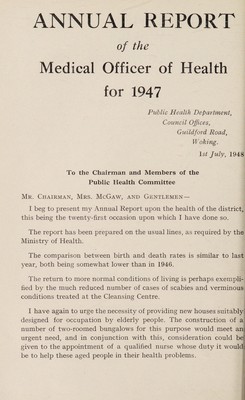 ANNUAL REPORT
of the
Medical Officer of Health
for 1947
Public Health Department,
Council Offices,
Guildford Road,
Woking.
1st July, 1948
To the Chairman and Members of the
Public Health Committee
MR. CHAIRMAN, MRS. MCGAW, AND GENTLEMEN—
I beg to present my Annual Report upon the health of the district,
this being the twenty-first occasion upon which I have done so.
The report has been prepared on the usual lines, as required by the
Ministry of Health.
The comparison between birth and death rates is similar to last
year, both being somewhat lower than in 1946.
The return to more normal conditions of living is perhaps exempli-
fied by the much reduced number of cases of scabies and verminous
conditions treated at the Cleansing Centre.
I have again to urge the necessity of providing new houses suitably
designed for occupation by elderly people. The construction of a
number of two-roomed bungalows for this purpose would meet an
urgent need, and in conjunction with this, consideration could be
given to the appointment of a qualified nurse whose duty it would
be to help these aged people in their health problems.